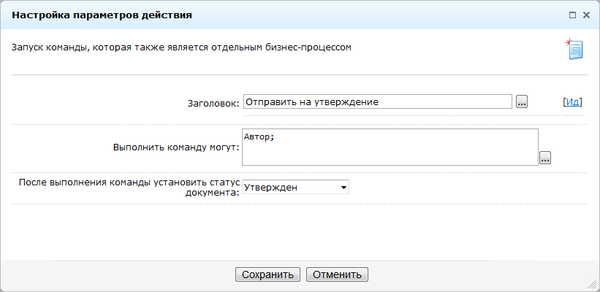 Настройка параметров действия
Запуск команды, которая также является отдельным бизнес-процессом
Заголовок: Отправить на утверждение ... [Ид]
Выполнить команду могут: Автор; ...
После выполнения команды установить статус
документа: Утвержден
Сохранить Отменить